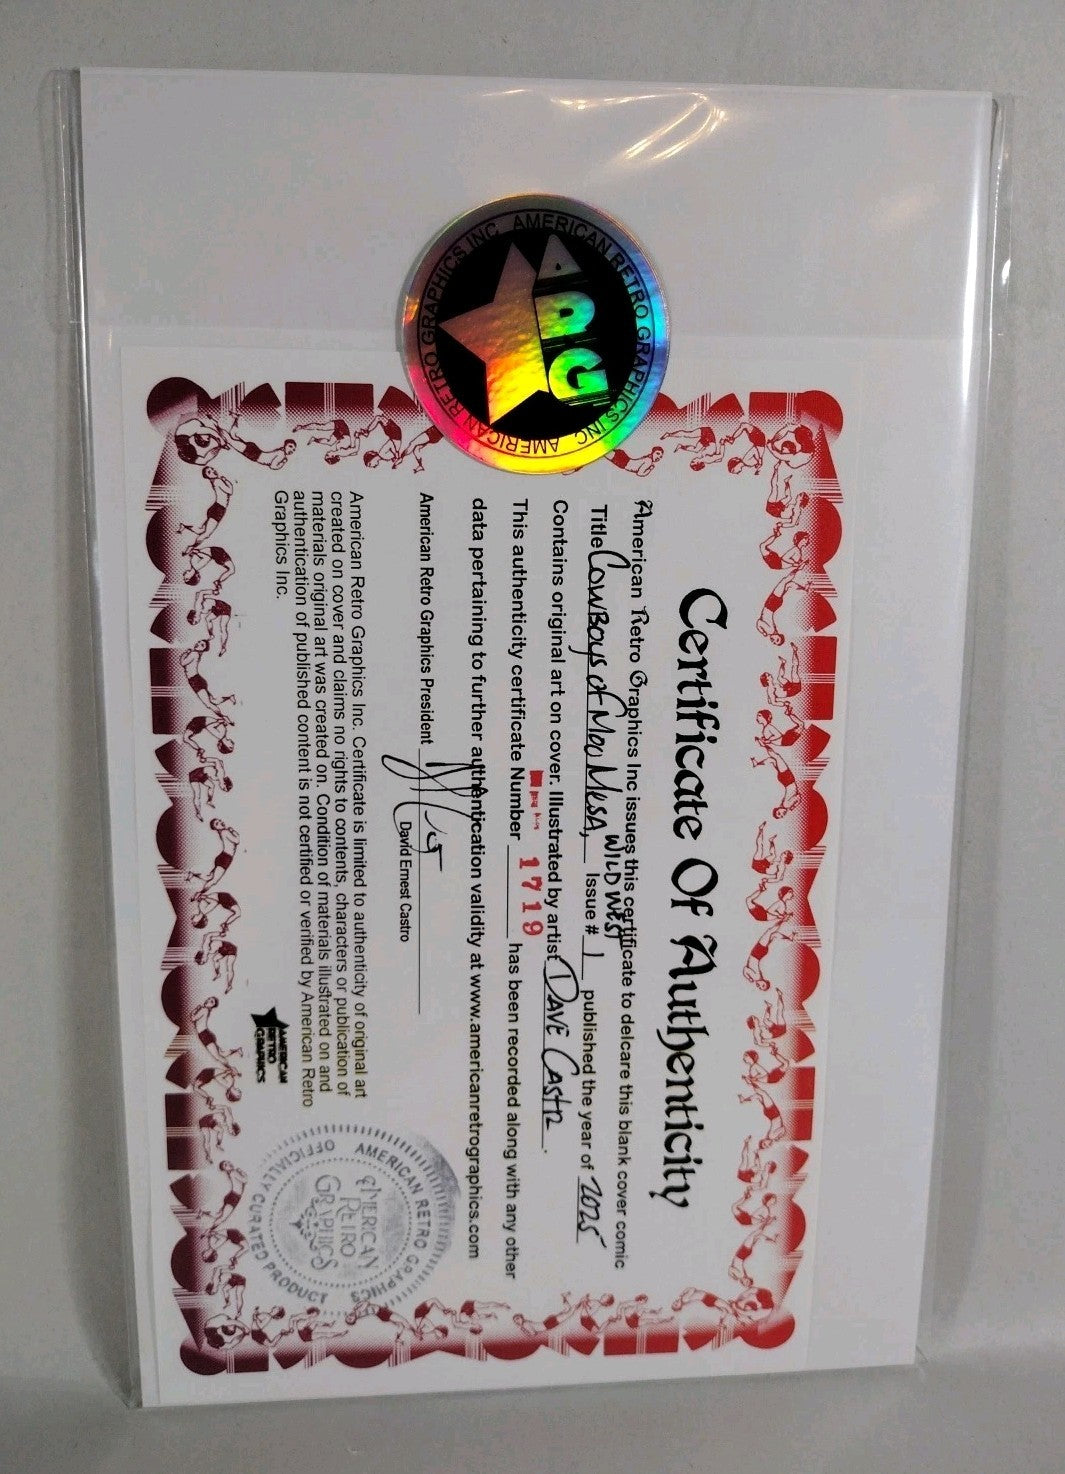 AMERICAN RETRO GRAPHICS INC. AMERICAN RETRO GRAPHICS INC.
ARG
Certificate Of Authenticity
American Retro Graphics Inc issues this certificate to delcare this blank cover comic
WILD WEST
Title Cowboys of Moo Mesa, Issue # 1 published the year of 2025
Contains original art on cover. Illustrated by artist Dave Castr.
This authenticity certificate Number 1719 has been recorded along with any other
data pertaining to further authentication validity at www.americanretrographics.com
American Retro Graphics President
David Ernest Castro
American Retro Graphics Inc. Certificate is limited to authenticity of original art
created on cover and claims no rights to contents, characters or publication of
materials original art was created on. Condition of materials illustrated on and
authentication of published content is not certified or verified by American Retro
Graphics Inc.
AMERICAN
RETRO
GRAPHICS
AMERICAN RETRO GRAPHICS
OFFICIALLY CURATED PRODUCT
AMERICAN
RETRO
GRAPHICS